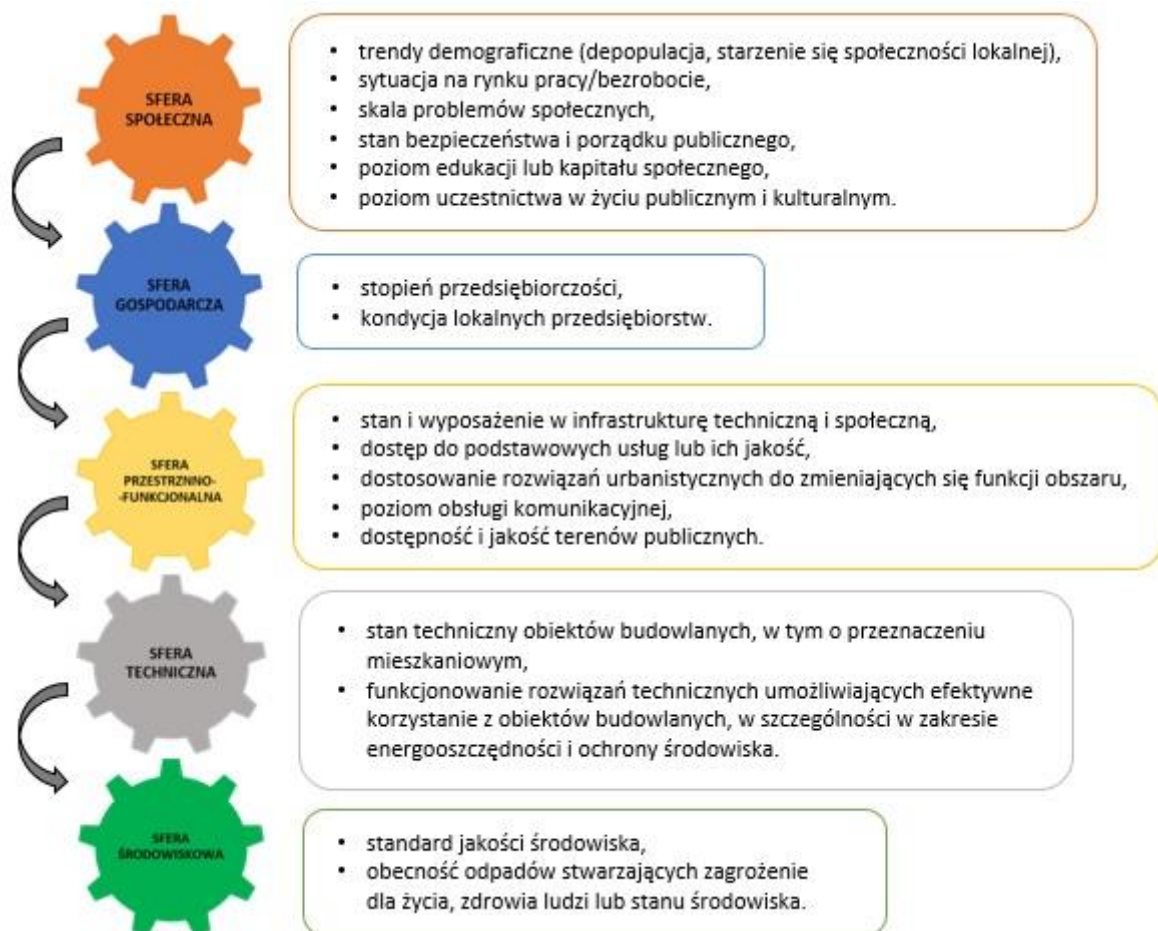 SFERA
SPOŁECZNA
• trendy demograficzne (depopulacja, starzenie się społeczności lokalnej),
• sytuacja na rynku pracy/bezrobocie,
• skala problemów społecznych,
• stan bezpieczeństwa i porządku publicznego,
• poziom edukacji lub kapitału społecznego,
• poziom uczestnictwa w życiu publicznym i kulturalnym.
SFERA
GOSPODARCZA
• stopień przedsiębiorczości,
• kondycja lokalnych przedsiębiorstw.
SFERA
PRZESTRZNNO-
-FUNKCJONALNA
• stan i wyposażenie w infrastrukturę techniczną i społeczną,
• dostęp do podstawowych usług lub ich jakość,
• dostosowanie rozwiązań urbanistycznych do zmieniających się funkcji obszaru,
• poziom obsługi komunikacyjnej,
• dostępność i jakość terenów publicznych.
SFERA
TECHNICZNA
• stan techniczny obiektów budowlanych, w tym o przeznaczeniu
mieszkaniowym,
• funkcjonowanie rozwiązań technicznych umożliwiających efektywne
korzystanie z obiektów budowlanych, w szczególności w zakresie
energooszczędności i ochrony środowiska.
SFERA
ŚRODOWISKOWA
• standard jakości środowiska,
• obecność odpadów stwarzających zagrożenie
dla życia, zdrowia ludzi lub stanu środowiska.